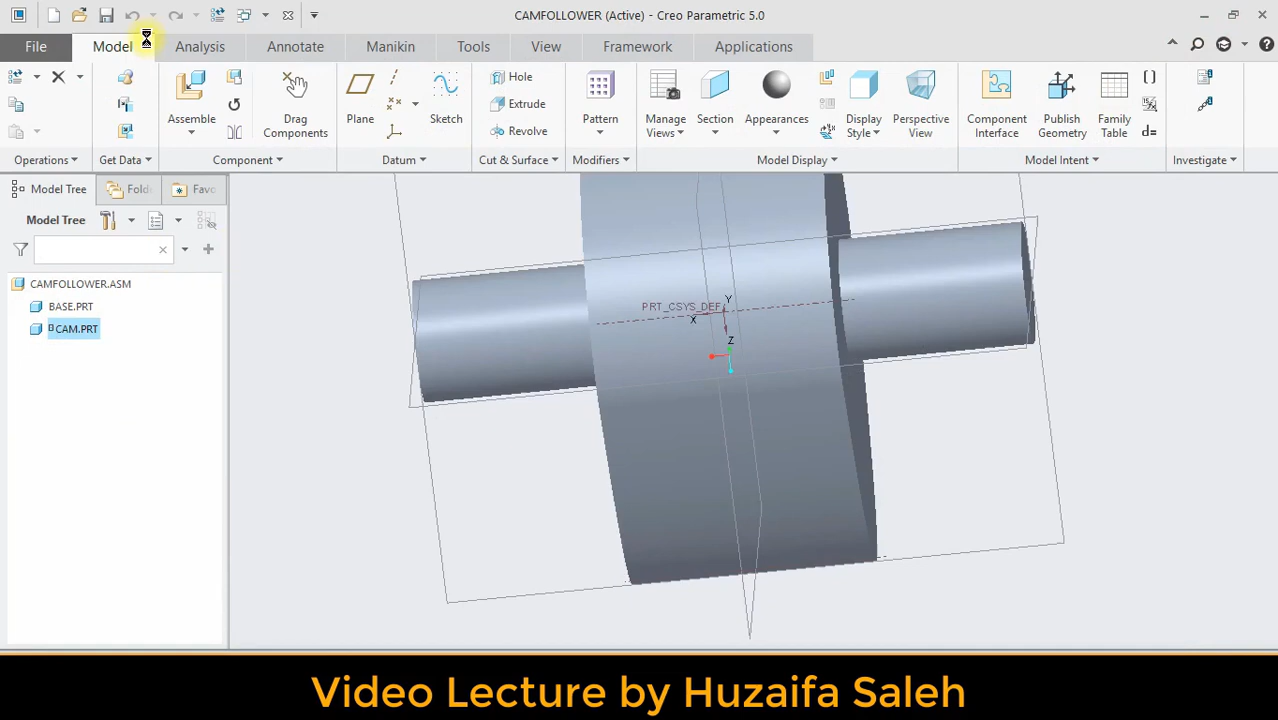 CAMFOLLOWER (Active) - Creo Parametric 5.0
File Model Analysis Annotate Manikin Tools View Framework Applications
Assemble
Drag Components
Plane
Sketch
Hole
Extrude
Revolve
Pattern
Manage Views
Section
Appearances
Display Style
Perspective View
Component Interface
Publish Geometry
Family Table
d=
Operations Get Data Component Datum Cut & Surface Modifiers Model Display Model Intent Investigate
Model Tree Fold Favo
Model Tree
CAMFOLLOWER.ASM
BASE.PRT
CAM.PRT
PRT_CSYS_DEF
Y
X
Z
Video Lecture by Huzaifa Saleh